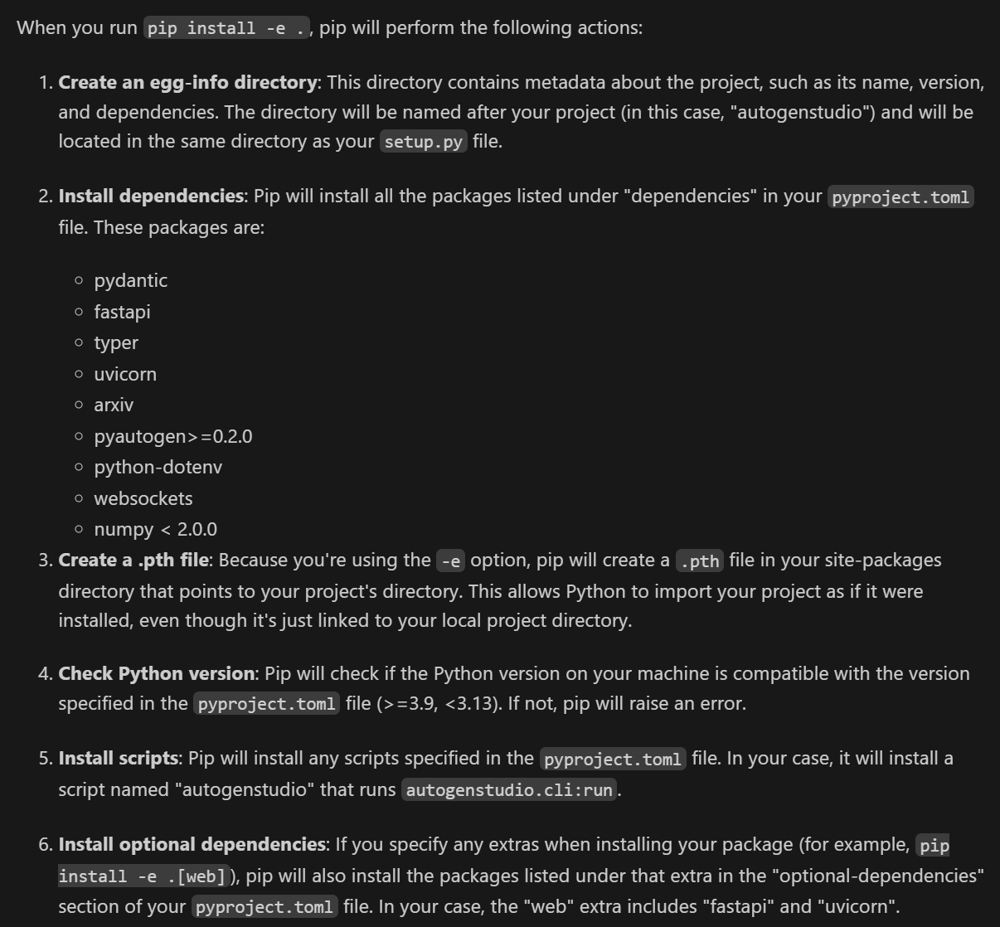 When you run pip install -e ., pip will perform the following actions:
1. Create an egg-info directory: This directory contains metadata about the project, such as its name, version,
and dependencies. The directory will be named after your project (in this case, "autogenstudio") and will be
located in the same directory as your setup.py file.
2. Install dependencies: Pip will install all the packages listed under "dependencies" in your pyproject.toml
file. These packages are:
○ pydantic
○ fastapi
○ typer
○ uvicorn
○ arxiv
○ pyautogen>=0.2.0
○ python-dotenv
○ websockets
○ numpy < 2.0.0
3. Create a .pth file: Because you're using the -e option, pip will create a .pth file in your site-packages
directory that points to your project's directory. This allows Python to import your project as if it were
installed, even though it's just linked to your local project directory.
4. Check Python version: Pip will check if the Python version on your machine is compatible with the version
specified in the pyproject.toml file (>=3.9, <3.13). If not, pip will raise an error.
5. Install scripts: Pip will install any scripts specified in the pyproject.toml file. In your case, it will install a
script named "autogenstudio" that runs autogenstudio.cli:run.
6. Install optional dependencies: If you specify any extras when installing your package (for example, pip
install -e .[web]), pip will also install the packages listed under that extra in the "optional-dependencies"
section of your pyproject.toml file. In your case, the "web" extra includes "fastapi" and "uvicorn".